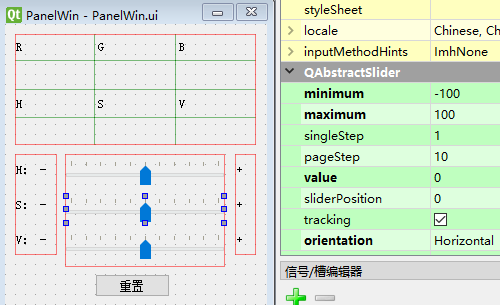 PanelWin - PanelWin.ui
R G B
H S V
H: - +
S: - +
V: - +
重置
styleSheet
locale Chinese, Ch
inputMethodHints ImhNone
QAbstractSlider
minimum -100
maximum 100
singleStep 1
pageStep 10
value 0
sliderPosition 0
tracking
orientation Horizontal
信号/槽编辑器